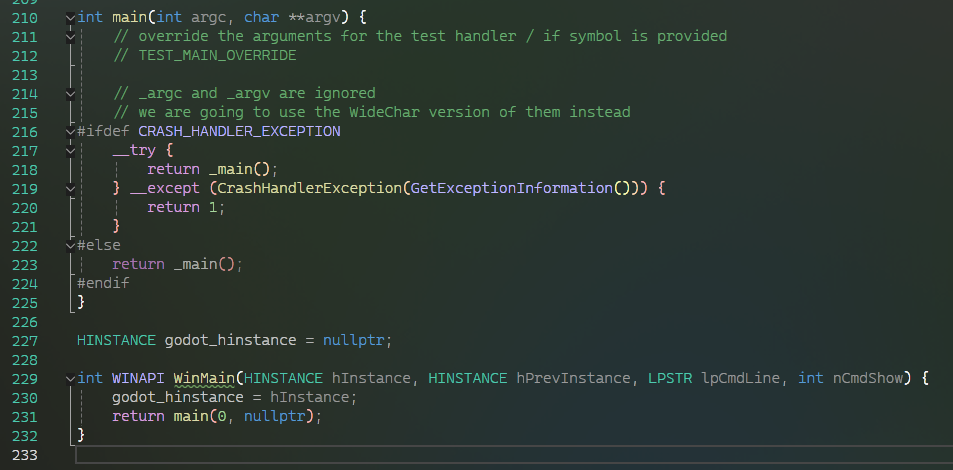 209
210 int main(int argc, char **argv) {
211     // override the arguments for the test handler / if symbol is provided
212     // TEST_MAIN_OVERRIDE
213
214     // _argc and _argv are ignored
215     // we are going to use the WideChar version of them instead
216 #ifdef CRASH_HANDLER_EXCEPTION
217     __try {
218         return _main();
219     } __except (CrashHandlerException(GetExceptionInformation())) {
220         return 1;
221     }
222 #else
223     return _main();
224 #endif
225 }
226
227 HINSTANCE godot_hinstance = nullptr;
228
229 int WINAPI WinMain(HINSTANCE hInstance, HINSTANCE hPrevInstance, LPSTR lpCmdLine, int nCmdShow) {
230     godot_hinstance = hInstance;
231     return main(0, nullptr);
232 }
233